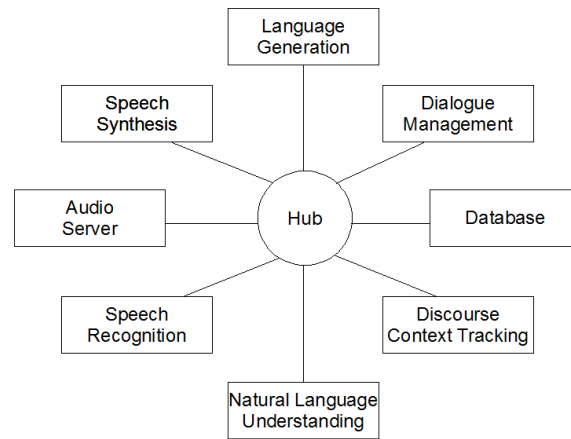 Language
Generation
Speech
Synthesis
Dialogue
Management
Audio
Server
Hub
Database
Speech
Recognition
Discourse
Context Tracking
Natural Language
Understanding